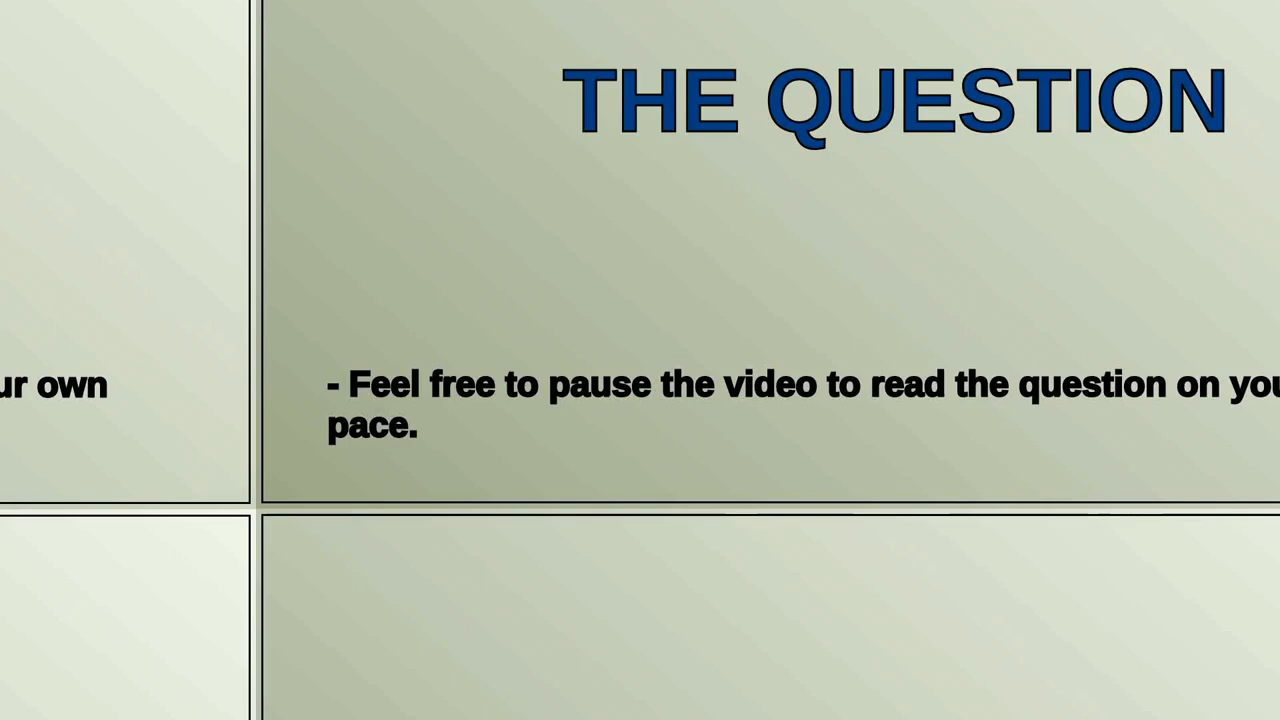 THE QUESTION
ur own
- Feel free to pause the video to read the question on you
pace.